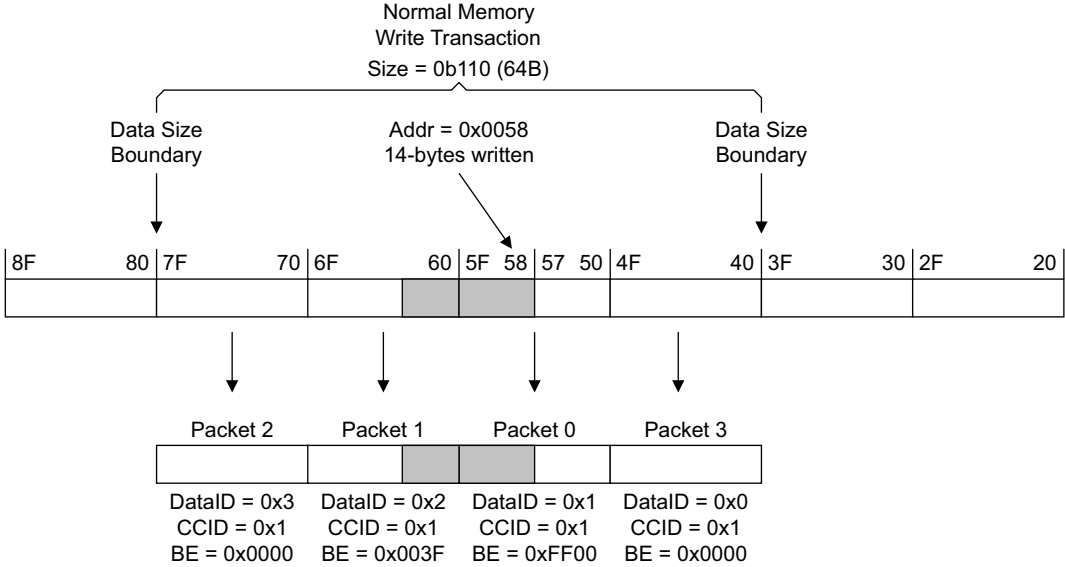 Normal Memory
Write Transaction
Size = 0b110 (64B)
Data Size
Boundary
Addr = 0x0058
14-bytes written
Data Size
Boundary
8F 80 7F 70 6F 60 5F 58 57 50 4F 40 3F 30 2F 20
Packet 2 Packet 1 Packet 0 Packet 3
DataID = 0x3 DataID = 0x2 DataID = 0x1 DataID = 0x0
CCID = 0x1 CCID = 0x1 CCID = 0x1 CCID = 0x1
BE = 0x0000 BE = 0x003F BE = 0xFF00 BE = 0x0000